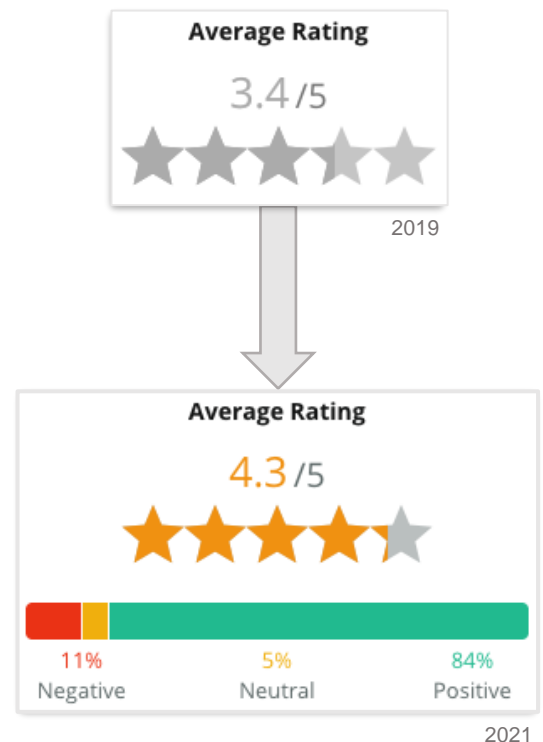 Average Rating
3.4 /5
2019
Average Rating
4.3 /5
11% 5% 84%
Negative Neutral Positive
2021